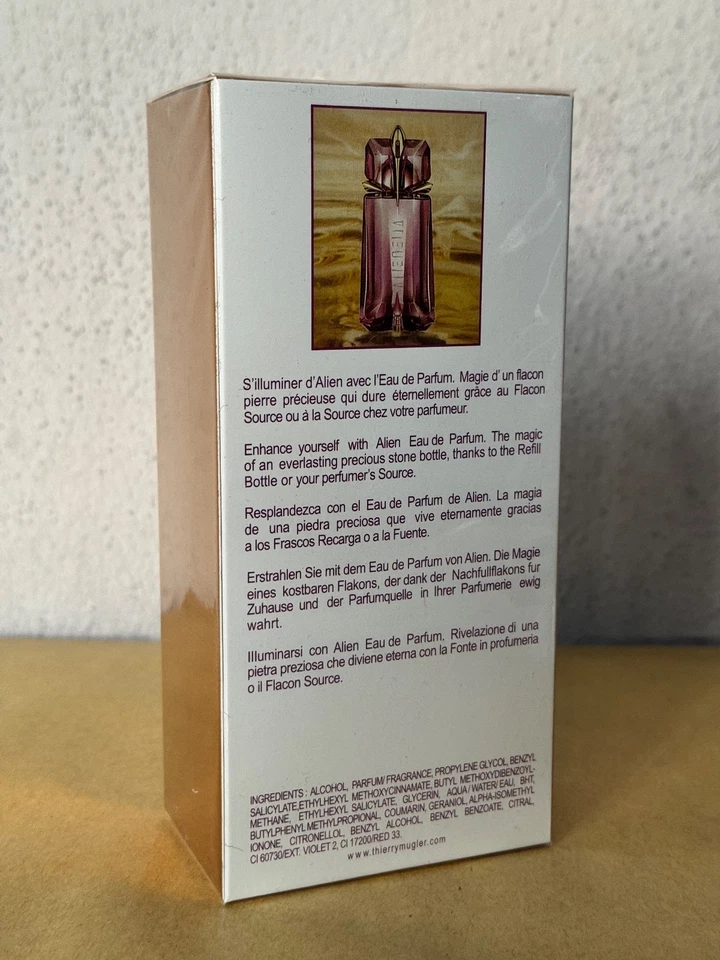 S'illuminer d'Alien avec l'Eau de Parfum. Magie d' un flacon
pierre précieuse qui dure éternellement grâce au Flacon
Source ou à la Source chez votre parfumeur.
Enhance yourself with Alien Eau de Parfum. The magic
of an everlasting precious stone bottle, thanks to the Refill
Bottle or your perfumer's Source.
Resplandezca con el Eau de Parfum de Alien. La magia
de una piedra preciosa que vive eternamente gracias
a los Frascos Recarga o a la Fuente.
Erstrahlen Sie mit dem Eau de Parfum von Alien. Die Magie
eines kostbaren Flakons, der dank der Nachfullflakons fur
Zuhause und der Parfumquelle in Ihrer Parfumerie ewig
wahrt.
Illuminarsi con Alien Eau de Parfum. Rivelazione di una
pietra preziosa che diviene eterna con la Fonte in profumeria
o il Flacon Source.
INGREDIENTS : ALCOHOL, PARFUM/ FRAGRANCE, PROPYLENE GLYCOL, BENZYL
SALICYLATE,ETHYLHEXYL METHOXYCINNAMATE, BUTYL METHOXYDIBENZOYL-
METHANE, ETHYLHEXYL SALICYLATE, GLYCERIN, AQUA / WATER/ EAU, BHT,
BUTYLPHENYL METHYLPROPIONAL, COUMARIN, GERANIOL, ALPHA-ISOMETHYL
IONONE, CITRONELLOL, BENZYL ALCOHOL, BENZYL BENZOATE, CITRAL,
CI 60730/EXT. VIOLET 2, CI 17200/RED 33.
www.thierrymugler.com